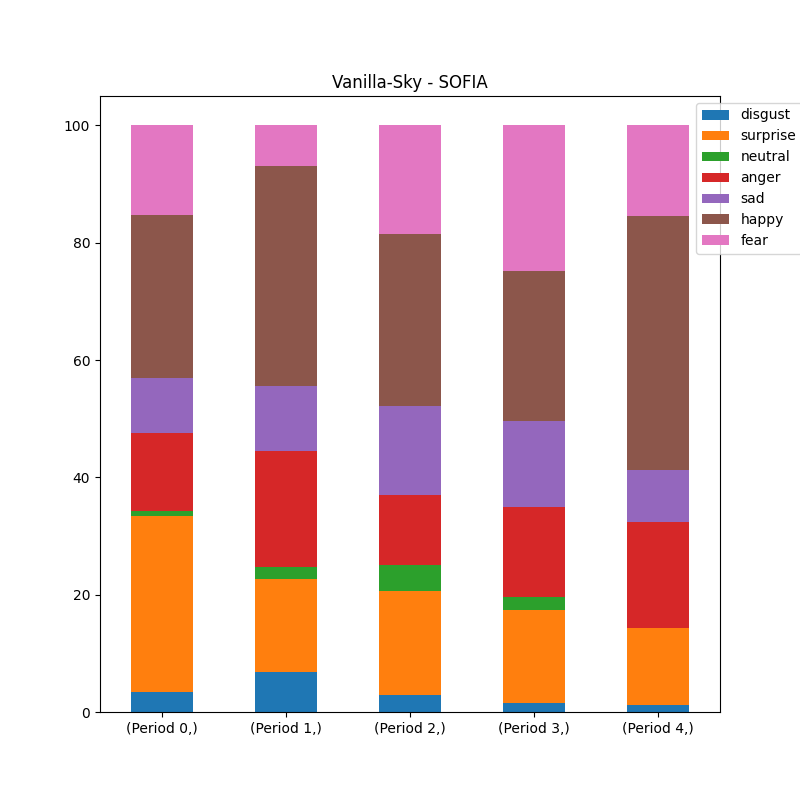 Vanilla-Sky - SOFIA
100
80
60
40
20
0
(Period 0,) (Period 1,) (Period 2,) (Period 3,) (Period 4,)
disgust
surprise
neutral
anger
sad
happy
fear